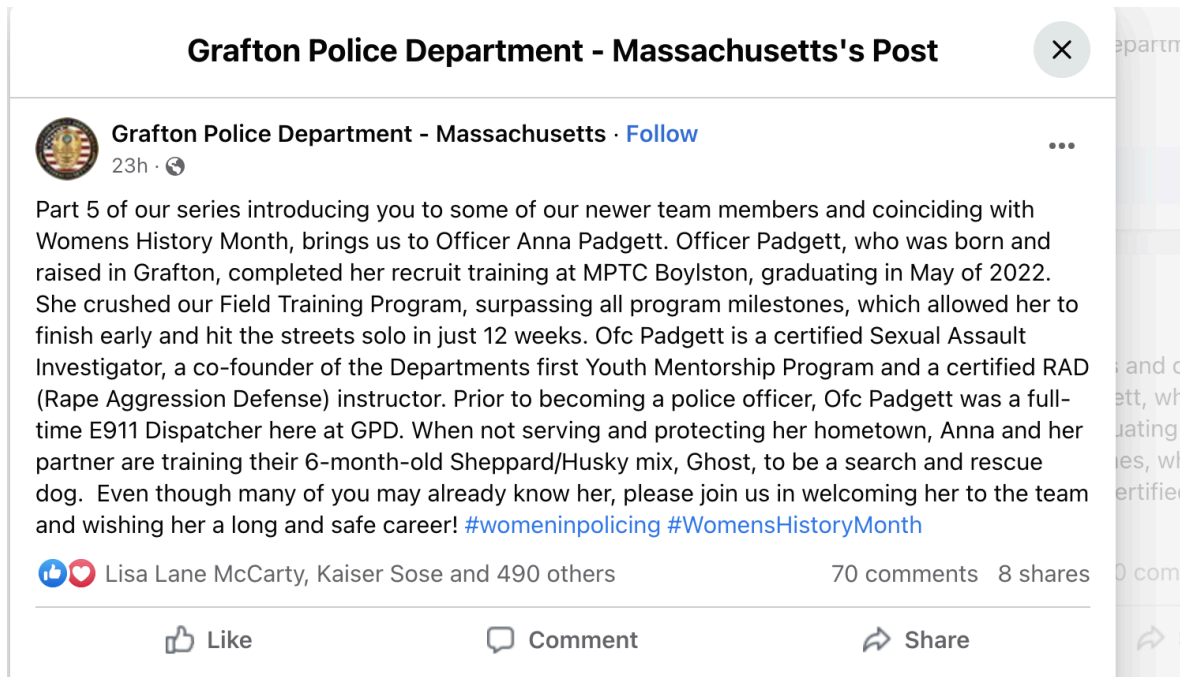 Grafton Police Department - Massachusetts's Post
Grafton Police Department - Massachusetts · Follow
23h ·
Part 5 of our series introducing you to some of our newer team members and coinciding with
Womens History Month, brings us to Officer Anna Padgett. Officer Padgett, who was born and
raised in Grafton, completed her recruit training at MPTC Boylston, graduating in May of 2022.
She crushed our Field Training Program, surpassing all program milestones, which allowed her to
finish early and hit the streets solo in just 12 weeks. Ofc Padgett is a certified Sexual Assault
Investigator, a co-founder of the Departments first Youth Mentorship Program and a certified RAD
(Rape Aggression Defense) instructor. Prior to becoming a police officer, Ofc Padgett was a full-
time E911 Dispatcher here at GPD. When not serving and protecting her hometown, Anna and her
partner are training their 6-month-old Sheppard/Husky mix, Ghost, to be a search and rescue
dog.  Even though many of you may already know her, please join us in welcoming her to the team
and wishing her a long and safe career! #womeninpolicing #WomensHistoryMonth
Lisa Lane McCarty, Kaiser Sose and 490 others 70 comments 8 shares
Like Comment Share